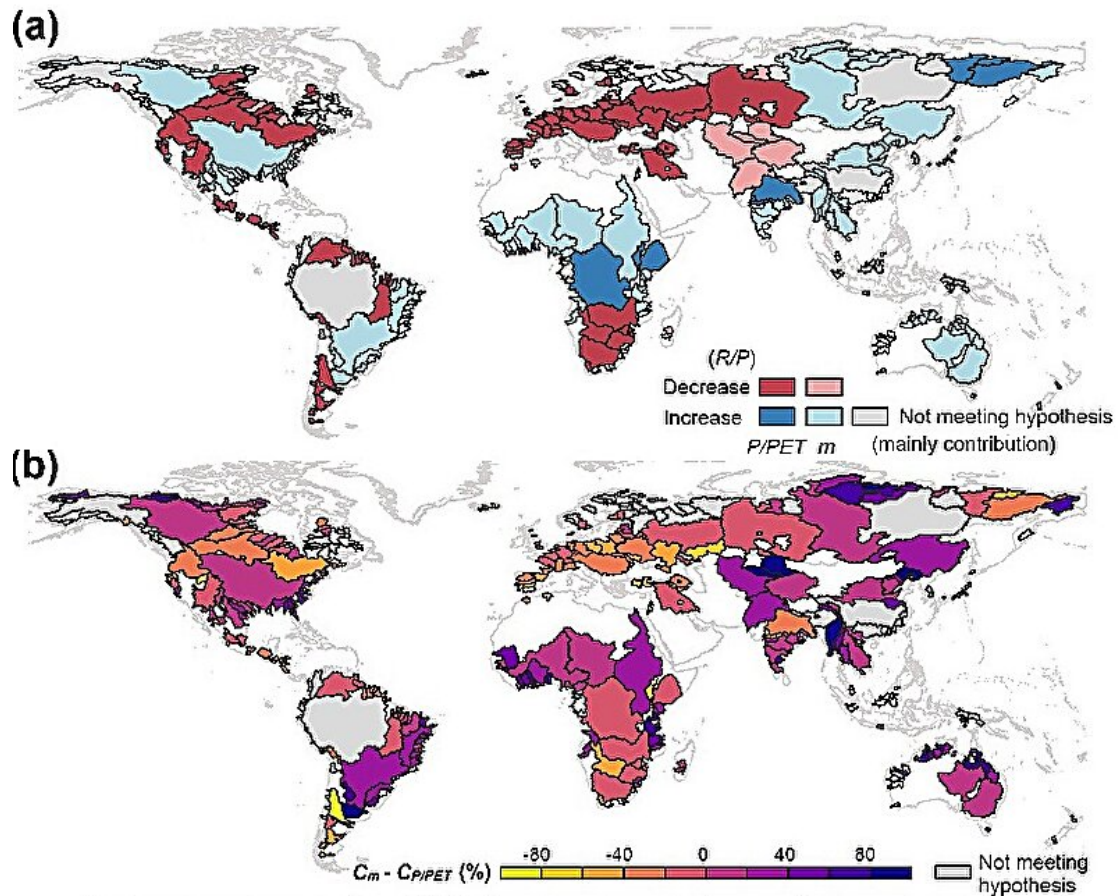 (a)
(R/P)
Decrease
Increase Not meeting hypothesis
P/PET m (mainly contribution)
(b)
-80 -40 0 40 80
Cm - CP/PET (%) Not meeting
hypothesis